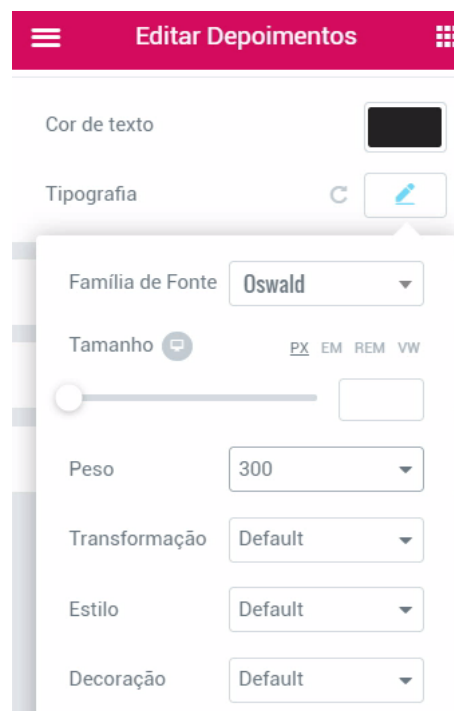 Editar Depoimentos
Cor de texto
Tipografia
Família de Fonte Oswald
Tamanho PX EM REM VW
Peso 300
Transformação Default
Estilo Default
Decoração Default